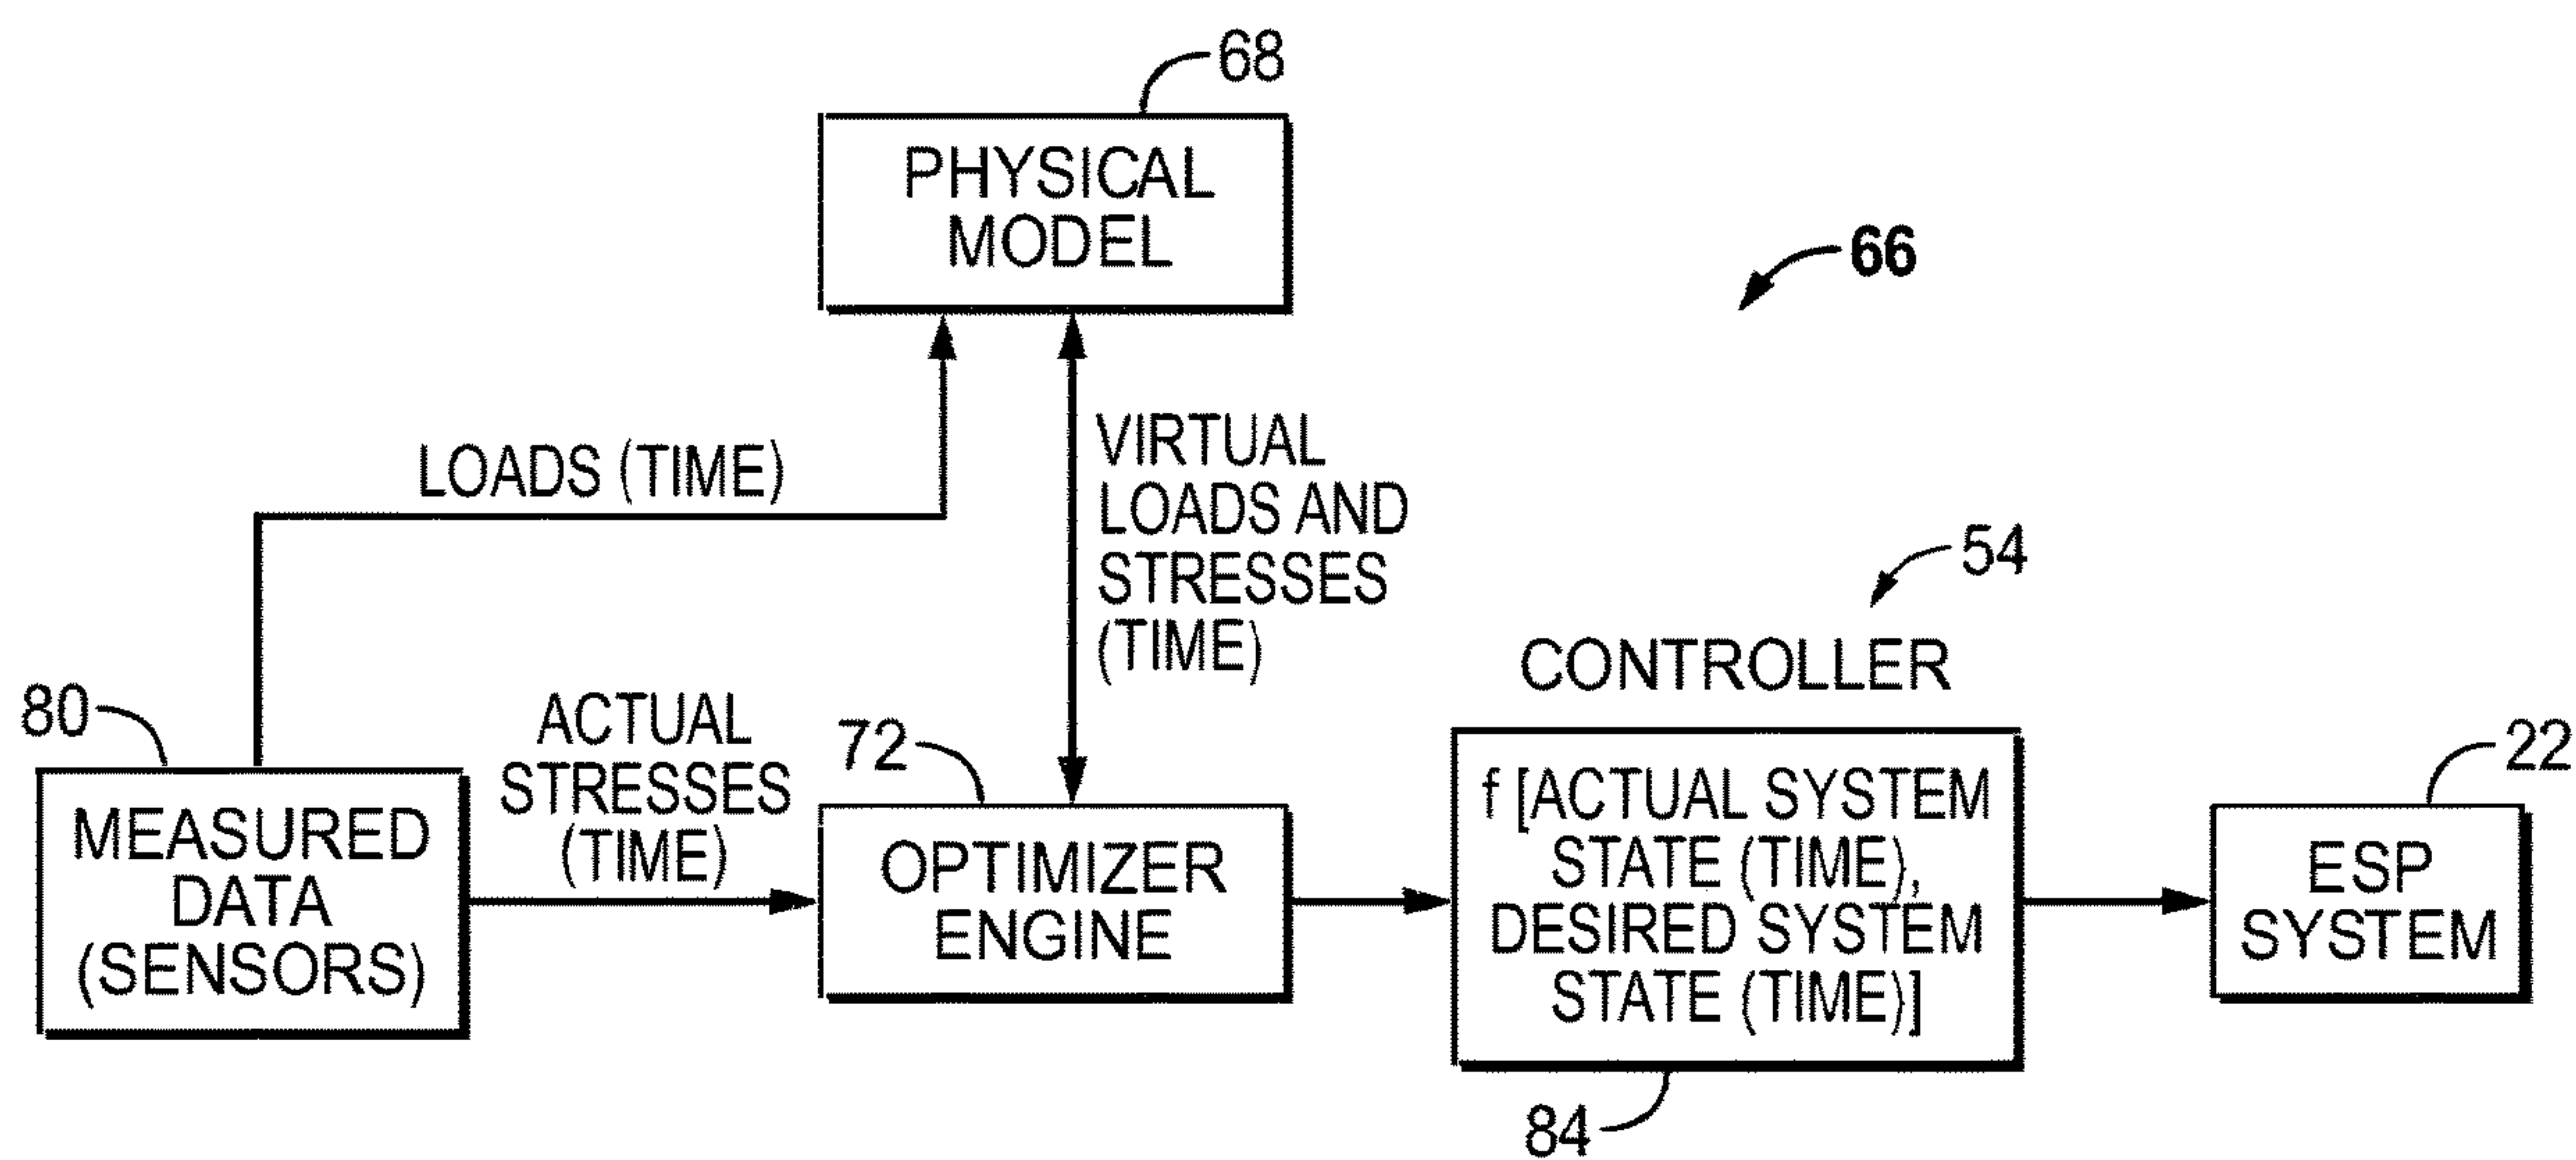 68
PHYSICAL
MODEL
66
LOADS (TIME)
VIRTUAL
LOADS AND
STRESSES
(TIME)
54
CONTROLLER
80
ACTUAL
STRESSES
(TIME)
72
22
MEASURED
DATA
(SENSORS)
OPTIMIZER
ENGINE
f [ACTUAL SYSTEM
STATE (TIME),
DESIRED SYSTEM
STATE (TIME)]
ESP
SYSTEM
84